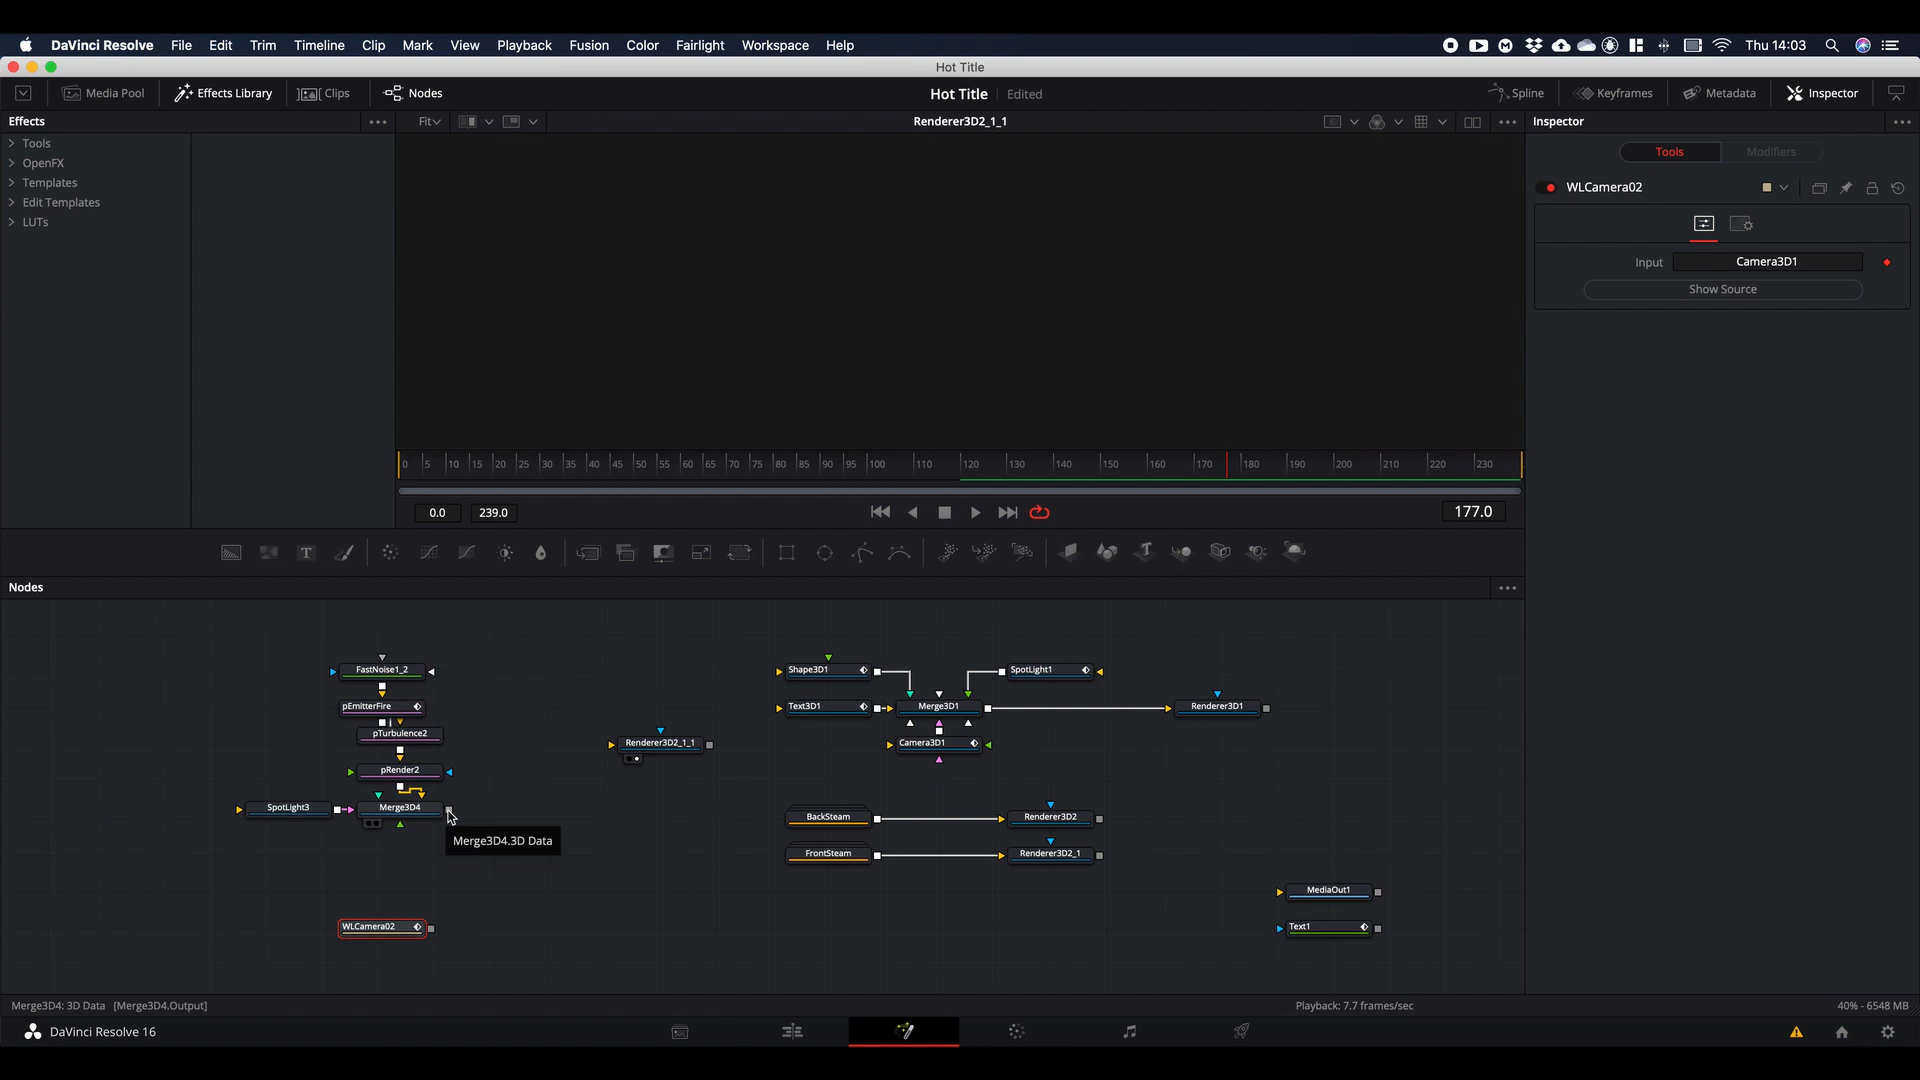 DaVinci Resolve File Edit Trim Timeline Clip Mark View Playback Fusion Color Fairlight Workspace Help Thu 14:03
Hot Title
Media Pool Effects Library Clips Nodes Hot Title Edited Spline Keyframes Metadata Inspector
Effects Fit Renderer3D2_1_1 Inspector
Tools
OpenFX
Templates
Edit Templates
LUTs
Tools Modifiers
WLCamera02
Input Camera3D1
Show Source
0 5 10 15 20 25 30 35 40 45 50 55 60 65 70 75 80 85 90 95 100 110 120 130 140 150 160 170 180 190 200 210 220 230
0.0 239.0 177.0
Nodes
FastNoise1_2 Shape3D1 SpotLight1
pEmitterFire Text3D1 Merge3D1 Renderer3D1
pTurbulence2 Renderer3D2_1_1 Camera3D1
pRender2
SpotLight3 Merge3D4 BackSteam Renderer3D2
Merge3D4.3D Data FrontSteam Renderer3D2_1
MediaOut1
WLCamera02 Text1
Merge3D4: 3D Data [Merge3D4.Output] Playback: 7.7 frames/sec 40% - 6548 MB
DaVinci Resolve 16